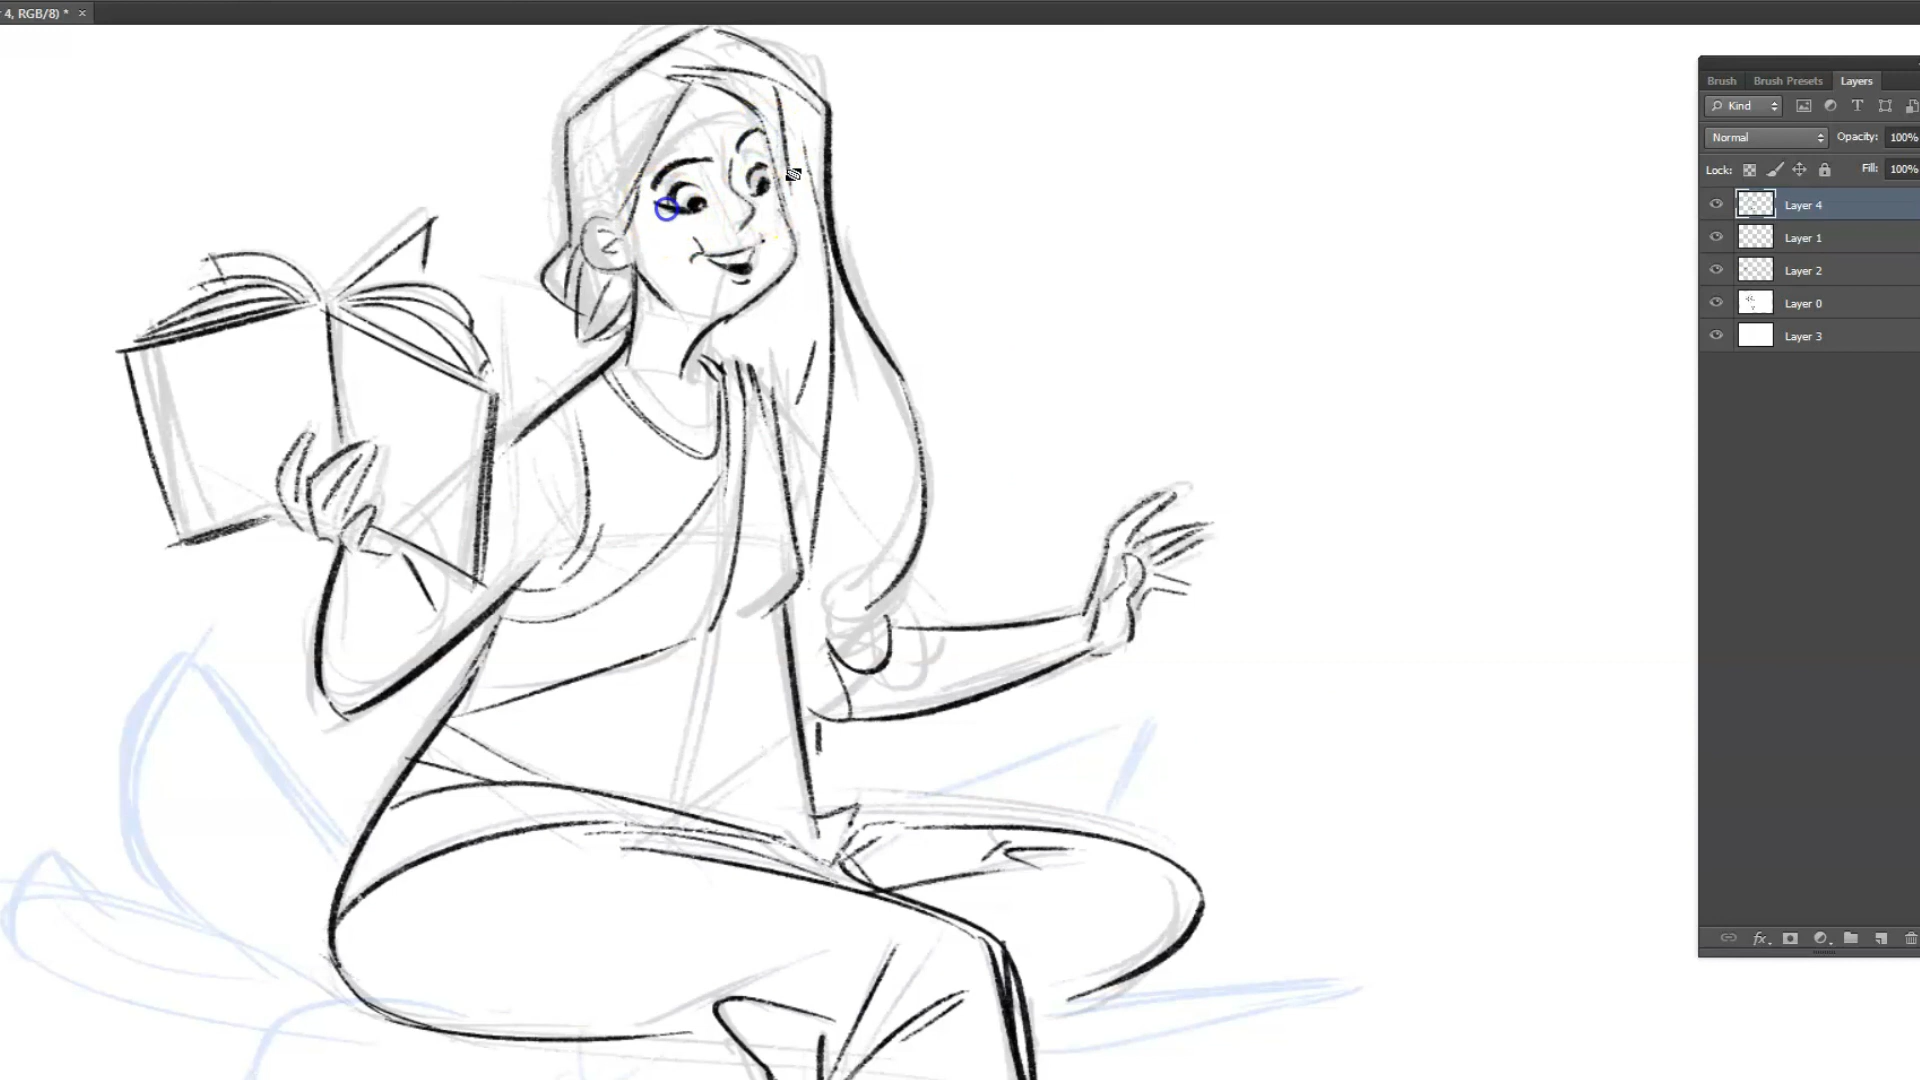 4, RGB/8) * ×
Brush Brush Presets Layers
Kind
Normal Opacity: 100%
Lock: Fill: 100%
Layer 4
Layer 1
Layer 2
Layer 0
Layer 3
fx